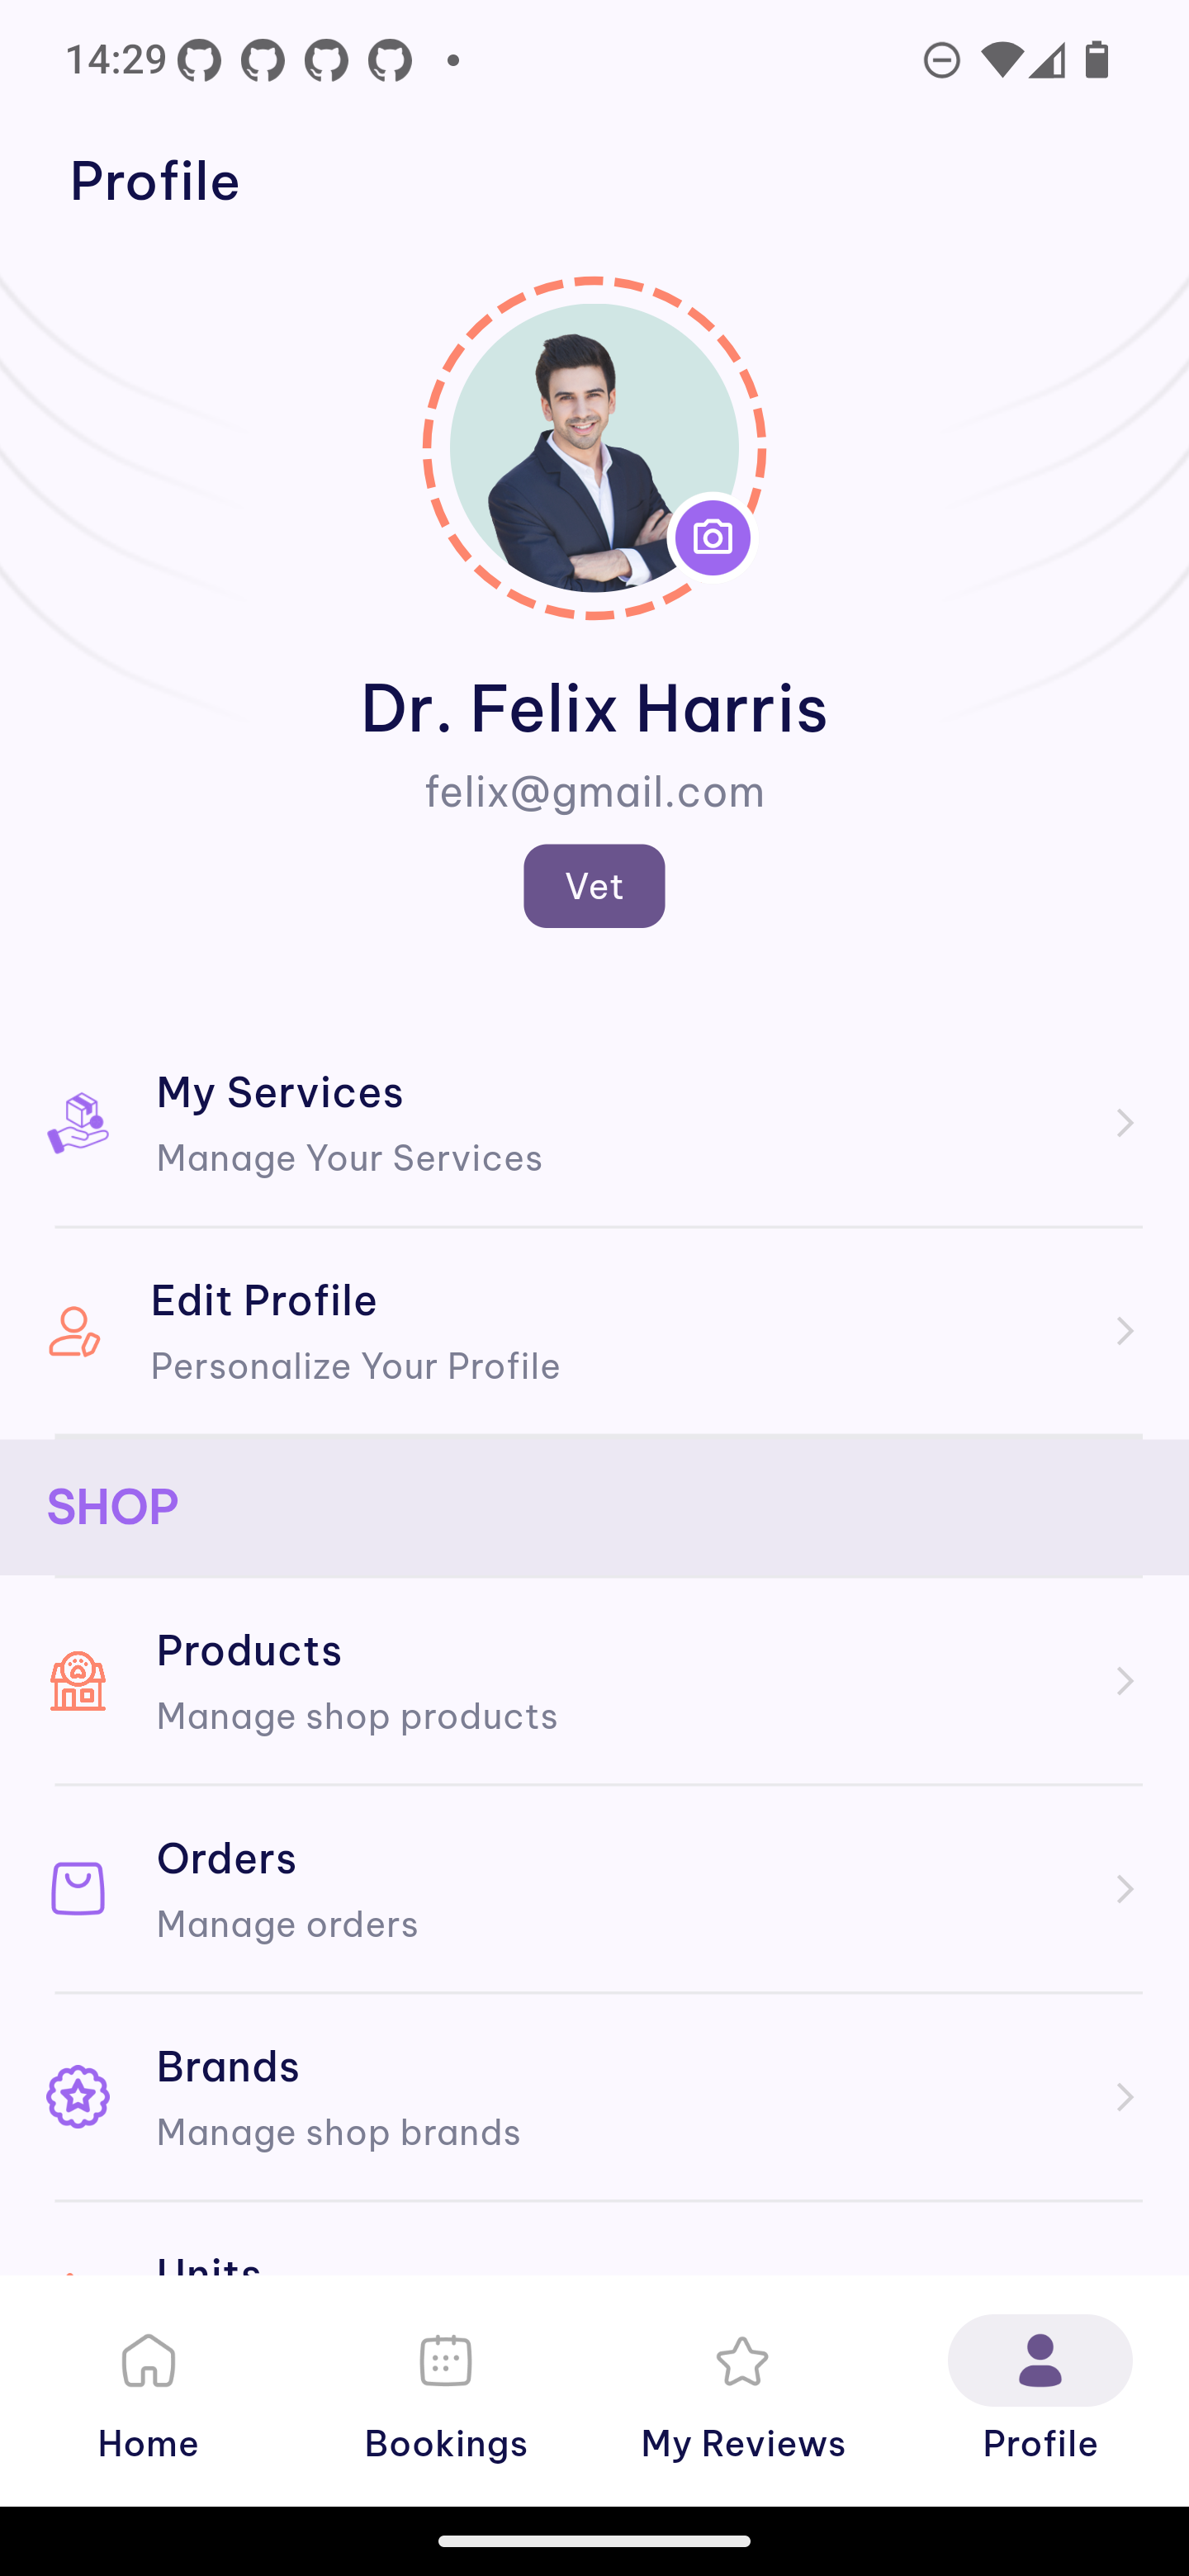 14:29
Profile
Dr. Felix Harris
felix@gmail.com
Vet
My Services
Manage Your Services
Edit Profile
Personalize Your Profile
SHOP
Products
Manage shop products
Orders
Manage orders
Brands
Manage shop brands
Units
Home
Bookings
My Reviews
Profile